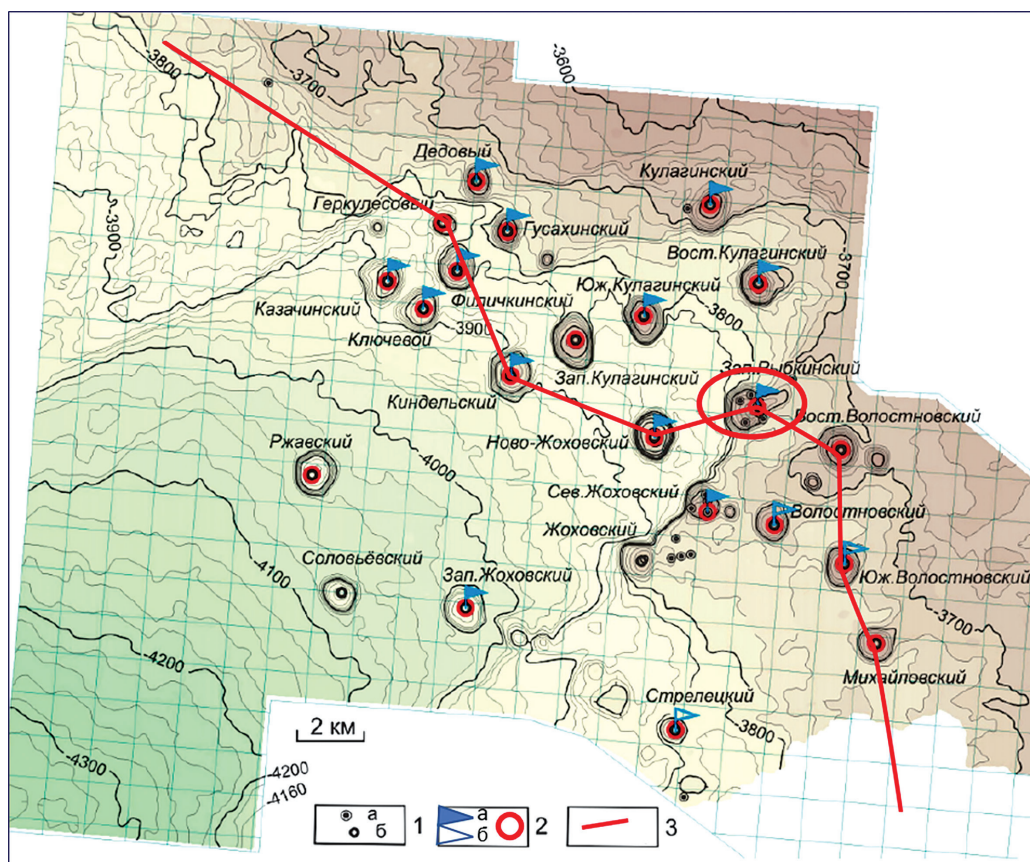 -3600
-3800
-3700
Дедовый
Кулагинский
Геркулесовый
Гусахинский
-3900
Вост.Кулагинский
-3700
Юж.Кулагинский
Филичкинский
Казачинский
-3800
-3900
Ключевой
Зап.Рыбкинский
Зап.Кулагинский
Киндельский
Вост.Волостновский
Ново-Жоховский
Ржавский
-4000
Сев.Жоховский
Волостновский
Жоховский
Соловьёвский
Зап.Жоховский
Юж.Волостновский
-4100
-3700
-4200
Михайловский
Стрелецкий
-3800
2 км
-4300
-4200
-4160
а
б
1
а
б
2
3